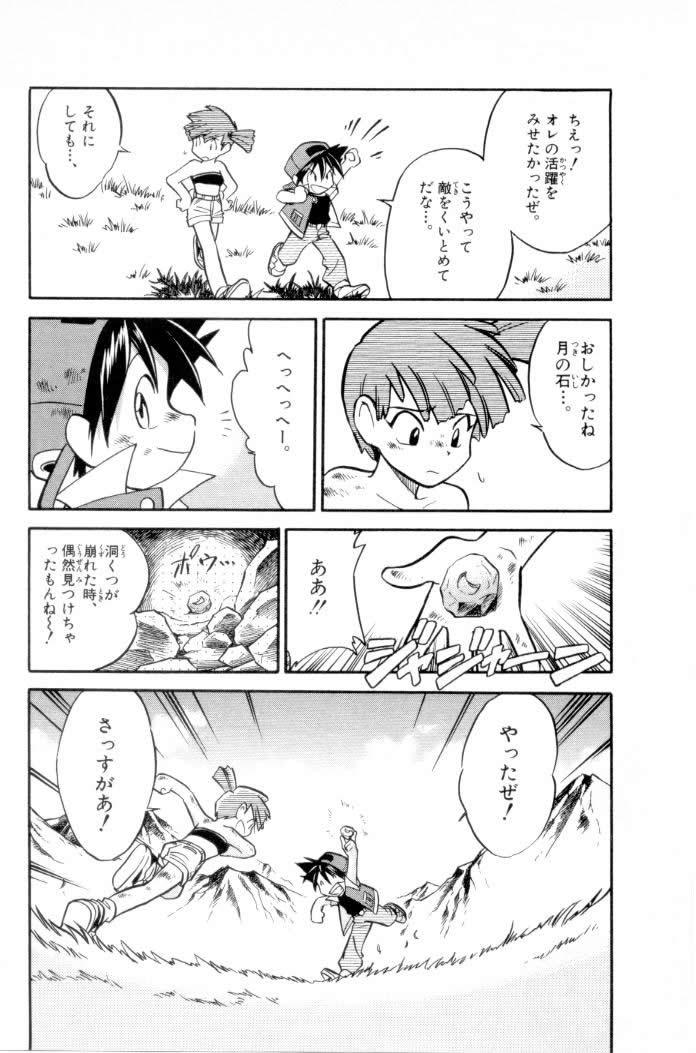 ちえっ!
オレの活躍を
みせたかったぜ。
こうやって
敵をくいとめて
だな…。
それに
しても…、
おしかったね
月の石…。
へっへっへー。
ああ!!
ジャジャーーン
ボウ…
洞くつが
崩れた時、
偶然見つけちゃ
ったもんね〜!
やったぜ!
さっすがあ!